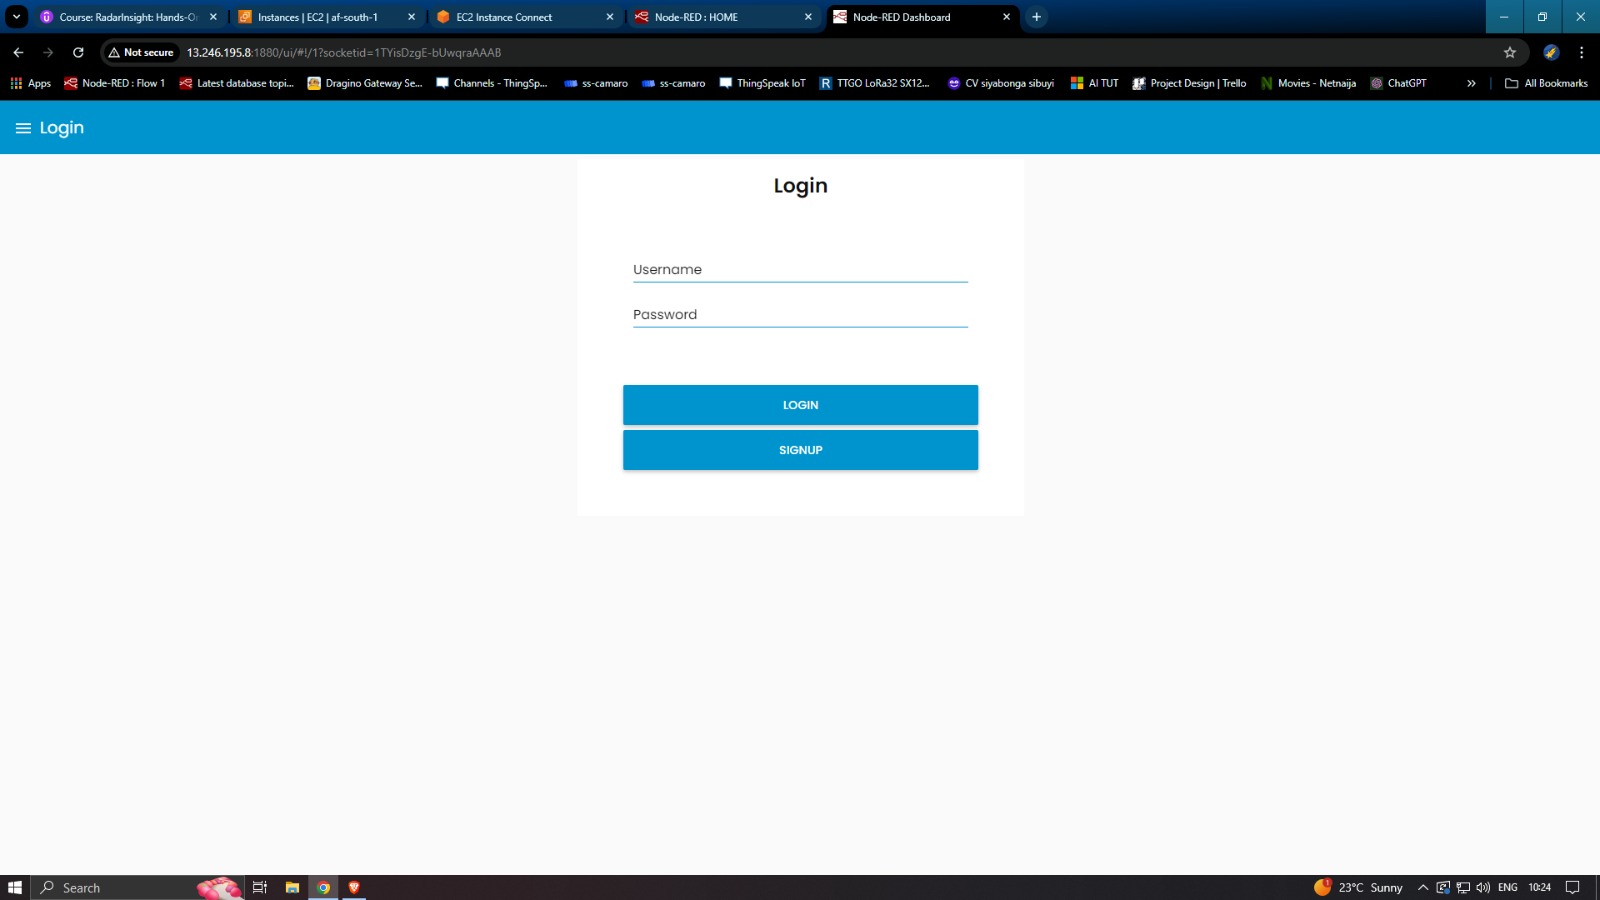 Course: RadarInsight: Hands-O
Instances | EC2 | af-south-1
EC2 Instance Connect
Node-RED : HOME
Node-RED Dashboard
Not secure
13.246.195.8:1880/ui/#!/1?socketid=1TYisDzgE-bUwqraAAAB
Apps
Node-RED : Flow 1
Latest database topi...
Dragino Gateway Se...
Channels - ThingSp...
ss-camaro
ss-camaro
ThingSpeak IoT
TTGO LoRa32 SX12...
CV siyabonga sibuyi
AI TUT
Project Design | Trello
Movies - Netnaija
ChatGPT
All Bookmarks
Login
Login
Username
Password
LOGIN
SIGNUP
Search
23°C Sunny
ENG
10:24